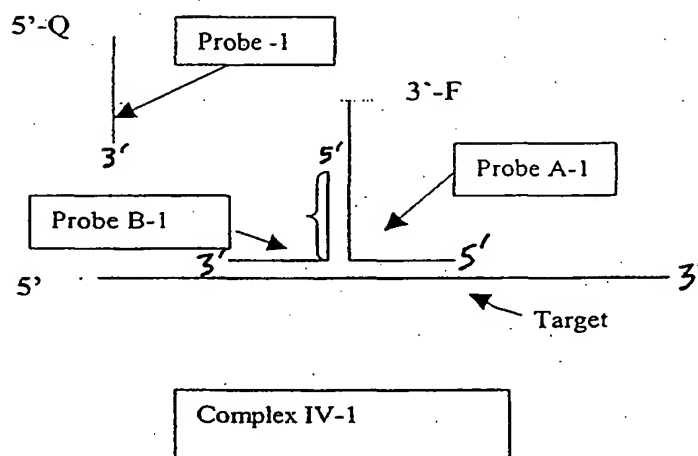 5'-Q
Probe -1
3`-F
3'
5'
Probe A-1
Probe B-1
3'
5'
5'
3'
Target
Complex IV-1